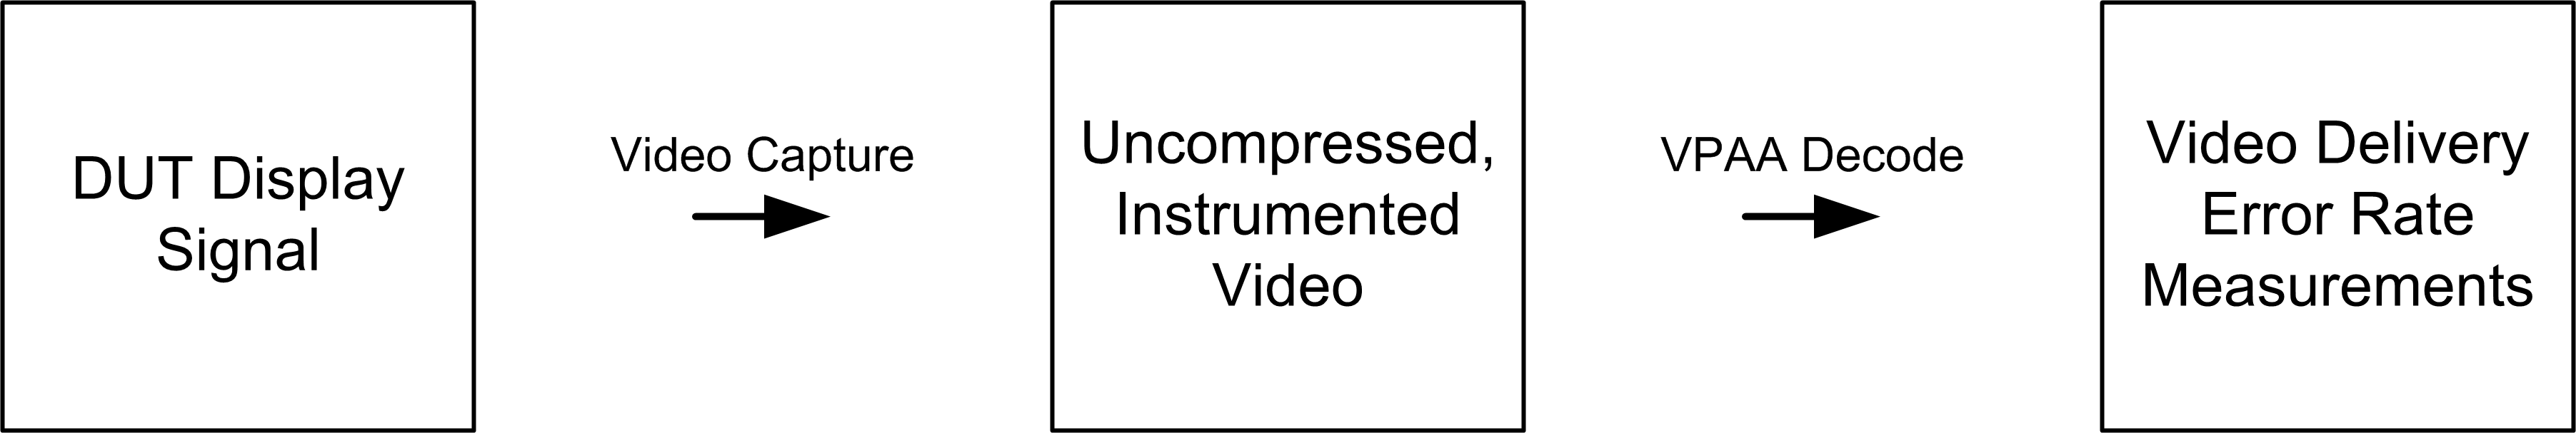 DUT Display
Signal
Video Capture
Uncompressed,
Instrumented
Video
VPAA Decode
Video Delivery
Error Rate
Measurements